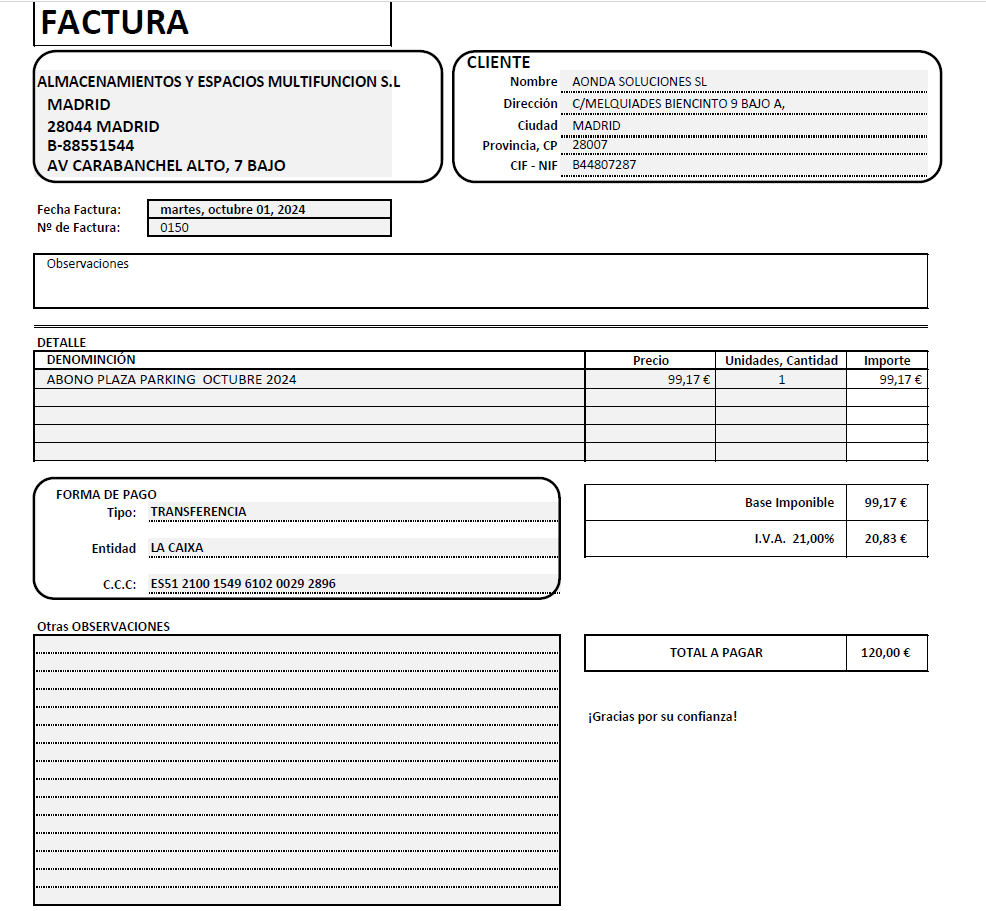 FACTURA
ALMACENAMIENTOS Y ESPACIOS MULTIFUNCION S.L
MADRID
28044 MADRID
B-88551544
AV CARABANCHEL ALTO, 7 BAJO
CLIENTE
Nombre AONDA SOLUCIONES SL
Dirección C/MELQUIADES BIENCINTO 9 BAJO A,
Ciudad MADRID
Provincia, CP 28007
CIF - NIF B44807287
Fecha Factura: martes, octubre 01, 2024
Nº de Factura: 0150
Observaciones
DETALLE
DENOMINCIÓN Precio Unidades, Cantidad Importe
ABONO PLAZA PARKING OCTUBRE 2024 99,17 € 1 99,17 €
FORMA DE PAGO
Tipo: TRANSFERENCIA
Entidad LA CAIXA
C.C.C: ES51 2100 1549 6102 0029 2896
Base Imponible 99,17 €
I.V.A. 21,00% 20,83 €
Otras OBSERVACIONES
TOTAL A PAGAR 120,00 €
¡Gracias por su confianza!